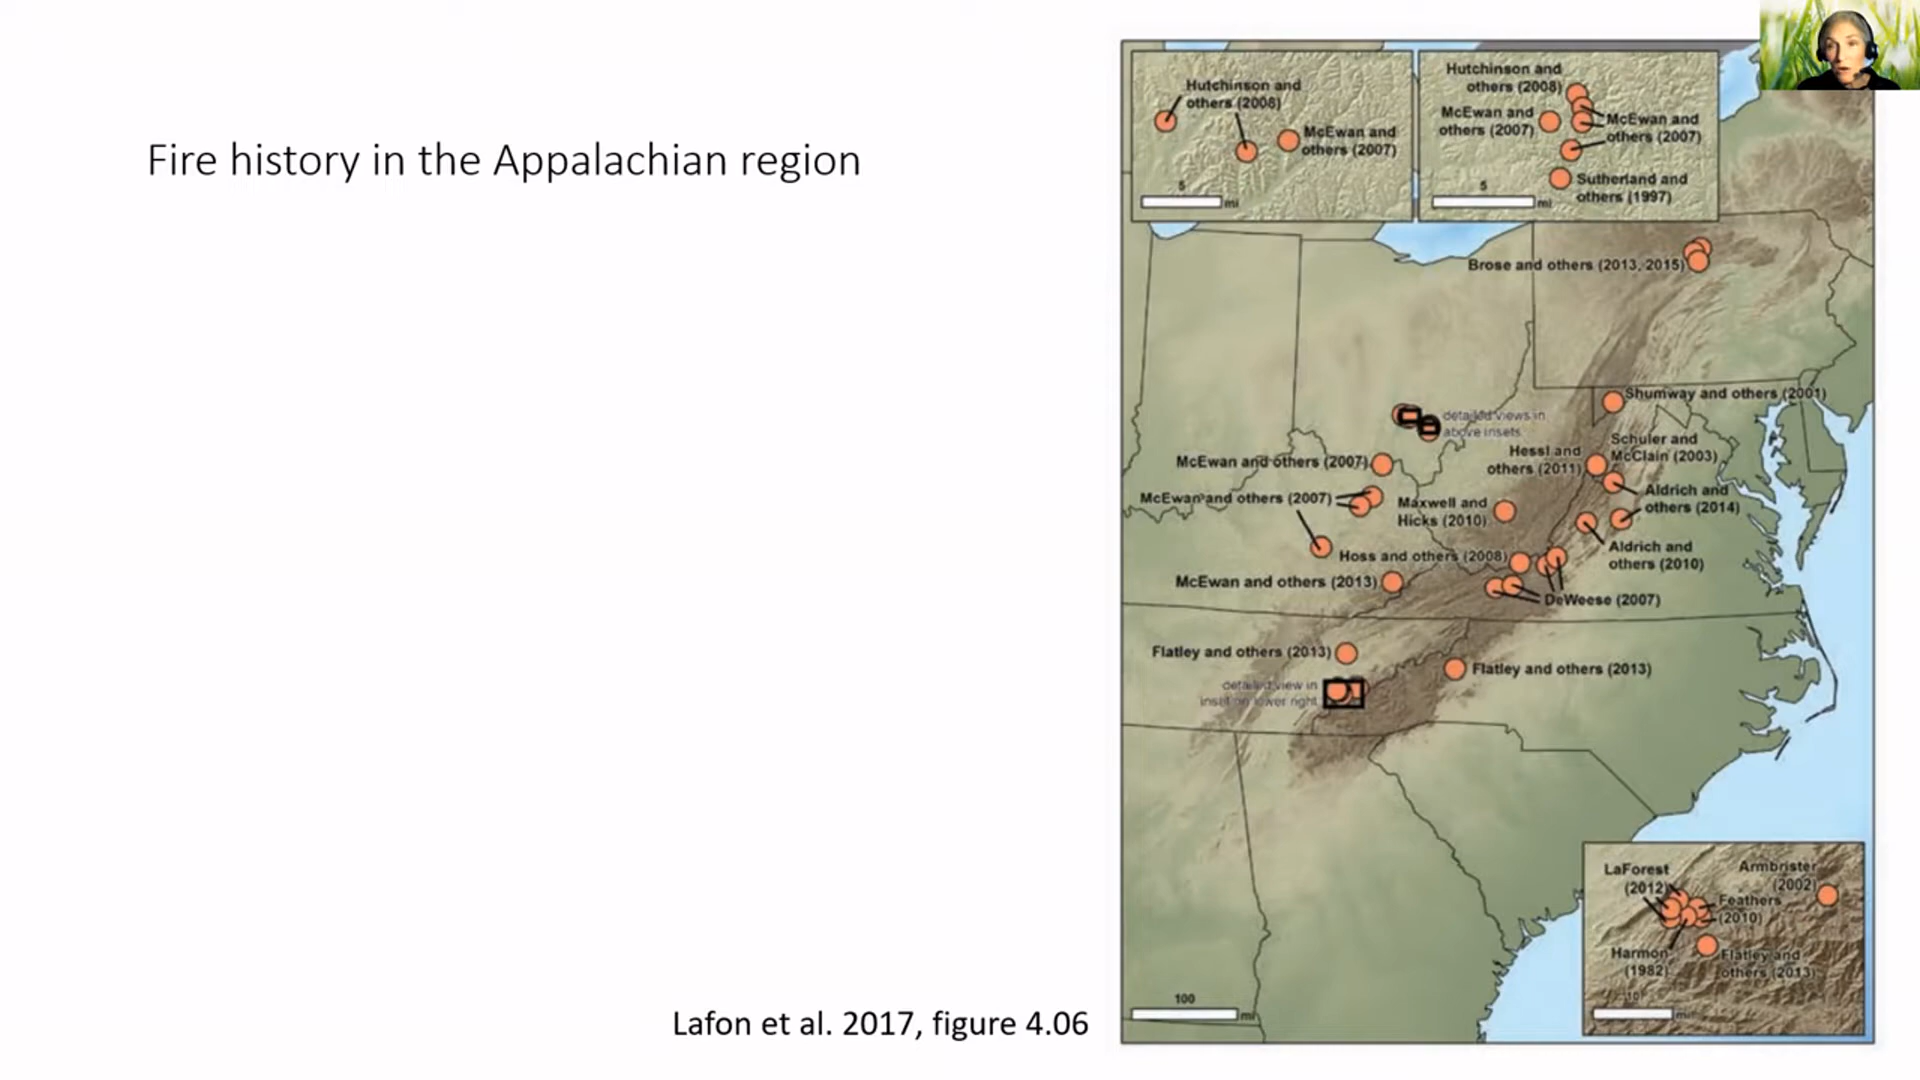 Fire history in the Appalachian region
Hutchinson and
others (2008)
McEwan and
others (2007)
5
mi
Hutchinson and
others (2008)
McEwan and
others (2007)
McEwan and
others (2007)
Sutherland and
others (1997)
5
mi
Brose and others (2013, 2015)
Shumway and others (2001)
detailed views in
above insets
Schuler and
McClain (2003)
Hessl and
others (2011)
McEwan and others (2007)
Aldrich and
others (2014)
McEwan and others (2007)
Maxwell and
Hicks (2010)
Aldrich and
others (2010)
Hoss and others (2008)
McEwan and others (2013)
DeWeese (2007)
Flatley and others (2013)
Flatley and others (2013)
detailed view in
inset on lower right
LaForest
(2012)
Armbrister
(2002)
Feathers
(2010)
Harmon
(1982)
Flatley and
others (2013)
10
mi
100
mi
Lafon et al. 2017, figure 4.06